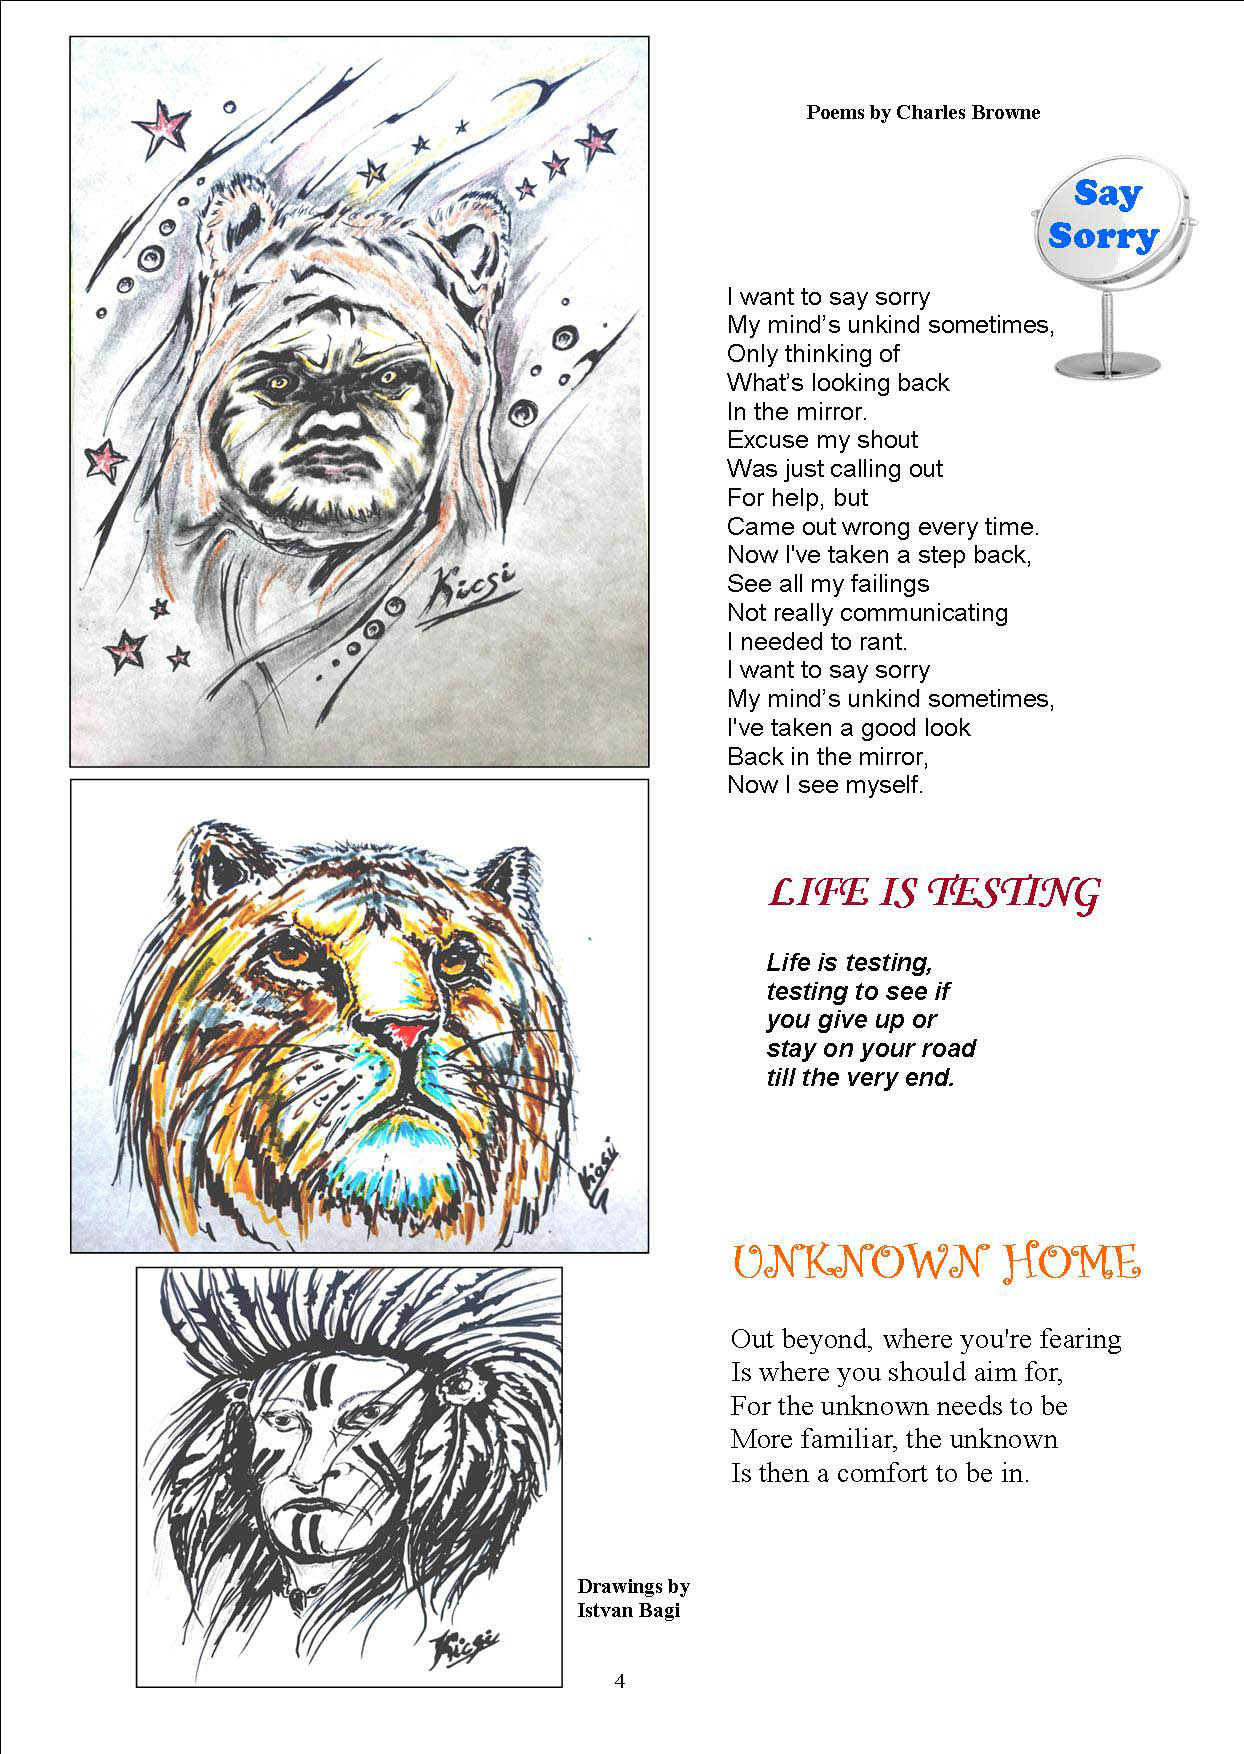 Poems by Charles Browne
Say
Sorry
I want to say sorry
My mind’s unkind sometimes,
Only thinking of
What’s looking back
In the mirror.
Excuse my shout
Was just calling out
For help, but
Came out wrong every time.
Now I've taken a step back,
See all my failings
Not really communicating
I needed to rant.
I want to say sorry
My mind’s unkind sometimes,
I've taken a good look
Back in the mirror,
Now I see myself.
LIFE IS TESTING
Life is testing,
testing to see if
you give up or
stay on your road
till the very end.
UNKNOWN HOME
Out beyond, where you're fearing
Is where you should aim for,
For the unknown needs to be
More familiar, the unknown
Is then a comfort to be in.
Kicsi
Kicsi
Kicsi
Drawings by
Istvan Bagi
4